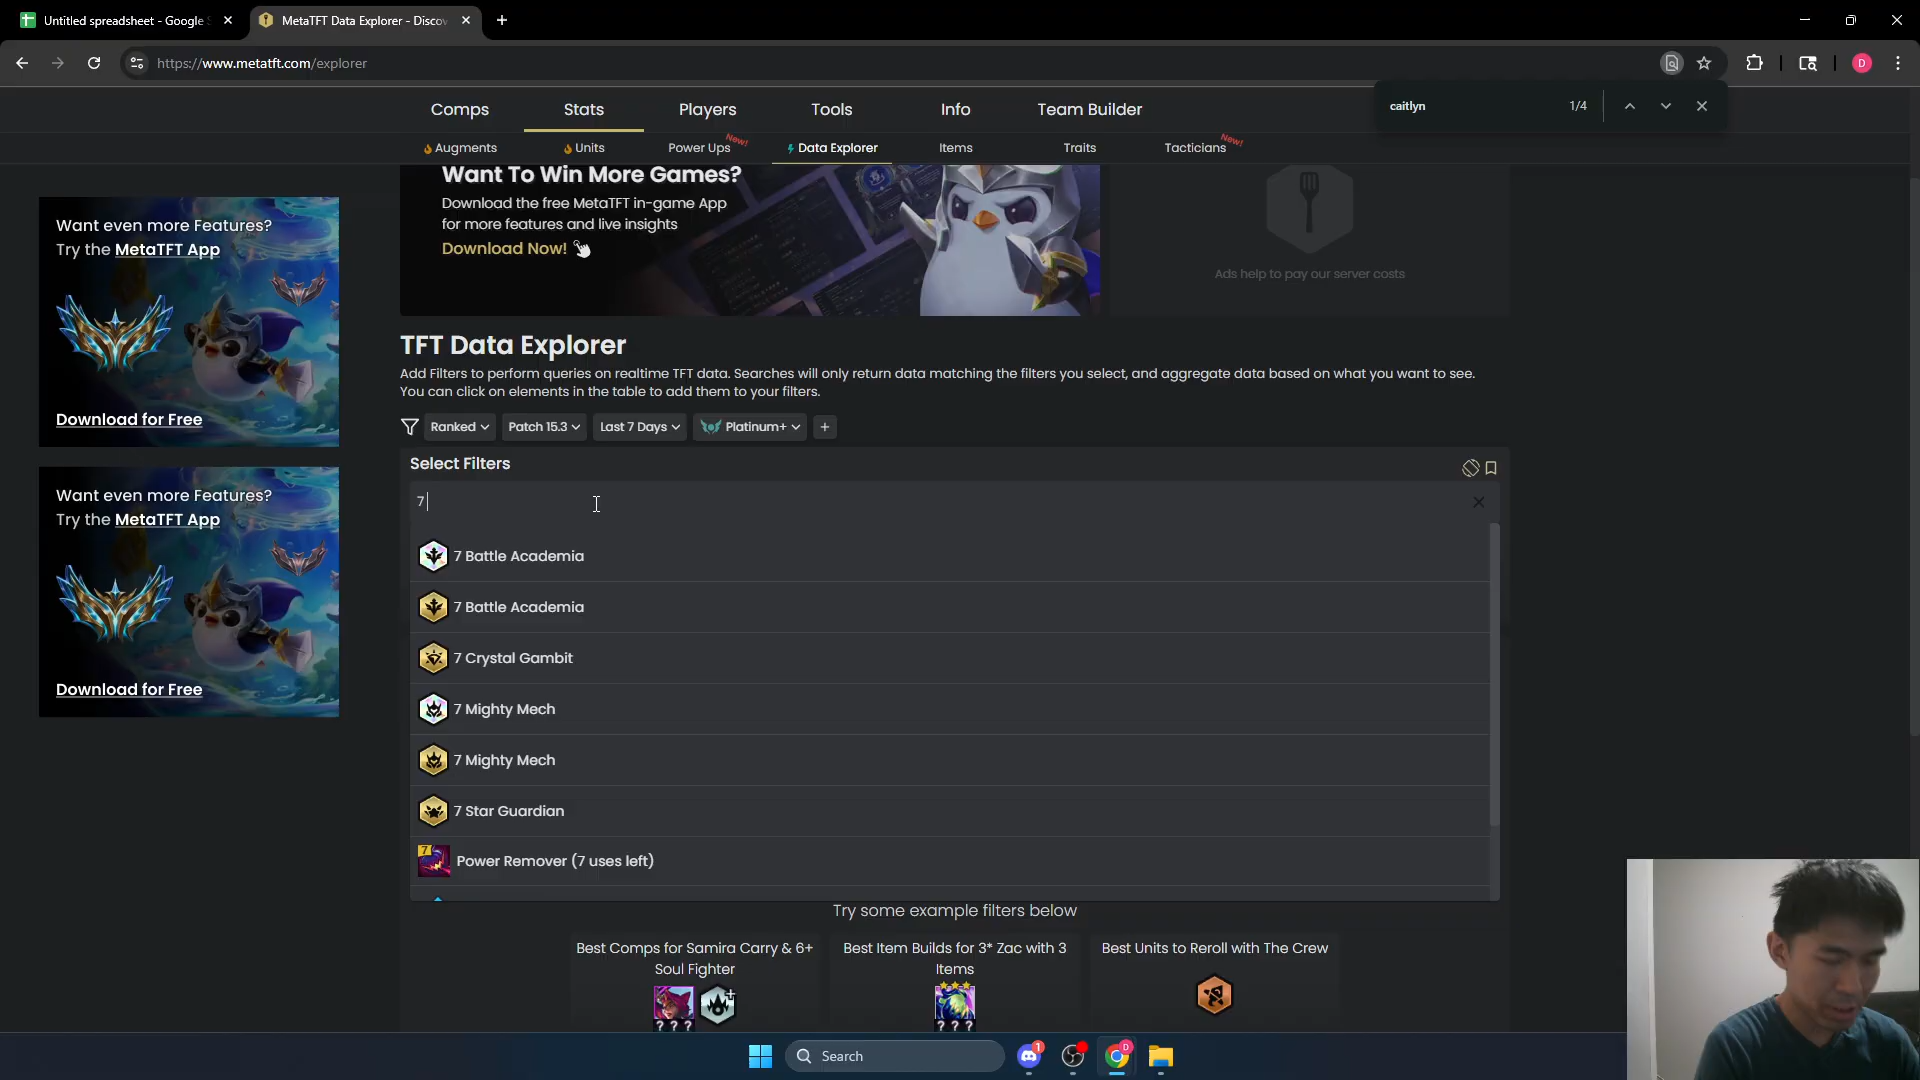 Untitled spreadsheet - Google S
MetaTFT Data Explorer - Discov
https://www.metatft.com/explorer
D
caitlyn
1/4
Comps
Stats
Players
Tools
Info
Team Builder
Augments
Units
Power Ups
New!
Data Explorer
Items
Traits
Tacticians
New!
Want To Win More Games?
Download the free MetaTFT in-game App
for more features and live insights
Download Now!
Ads help to pay our server costs
Want even more Features?
Try the MetaTFT App
Download for Free
Want even more Features?
Try the MetaTFT App
Download for Free
TFT Data Explorer
Add Filters to perform queries on realtime TFT data. Searches will only return data matching the filters you select, and aggregate data based on what you want to see.
You can click on elements in the table to add them to your filters.
Ranked
Patch 15.3
Last 7 Days
Platinum+
+
Select Filters
7
7 Battle Academia
7 Battle Academia
7 Crystal Gambit
7 Mighty Mech
7 Mighty Mech
7 Star Guardian
7
Power Remover (7 uses left)
Try some example filters below
Best Comps for Samira Carry & 6+
Soul Fighter
? ? ?
Best Item Builds for 3* Zac with 3
Items
? ? ?
Best Units to Reroll with The Crew
Search
1
D